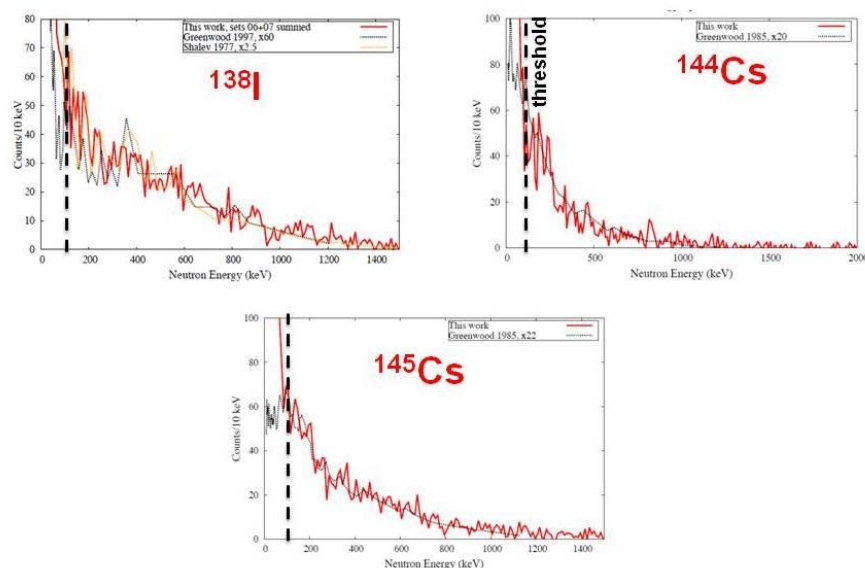 This work, sets 06+07 summed
Greenwood 1997, x60
Shalev 1977, x2.5
138I
Counts/10 keV
80
70
60
50
40
30
20
10
0
0 200 400 600 800 1000 1200 1400
Neutron Energy (keV)
This work
Greenwood 1985, x20
144Cs
threshold
Counts/10 keV
100
80
60
40
20
0
0 500 1000 1500 2000
Neutron Energy (keV)
This work
Greenwood 1985, x22
145Cs
Counts/10 keV
100
80
60
40
20
0
0 200 400 600 800 1000 1200 1400
Neutron Energy (keV)